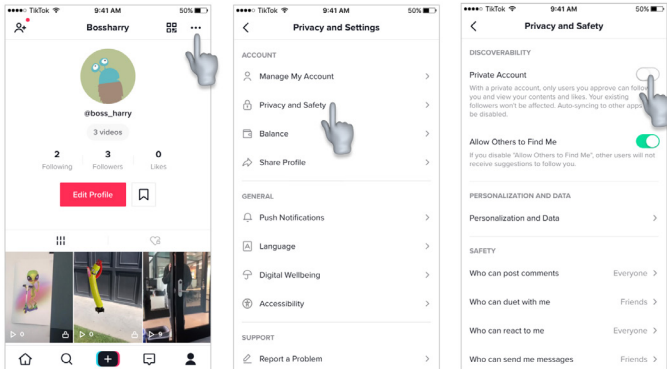 TikTok 9:41 AM 50%
Bossharry
@boss_harry
3 videos
2 3 0
Following Followers Likes
Edit Profile
0 0 9
TikTok 9:41 AM 50%
Privacy and Settings
ACCOUNT
Manage My Account
Privacy and Safety
Balance
Share Profile
GENERAL
Push Notifications
A Language
Digital Wellbeing
Accessibility
SUPPORT
Report a Problem
TikTok 9:41 AM 50%
Privacy and Safety
DISCOVERABILITY
Private Account
With a private account, only users you approve can follow
you and view your contents and likes. Your existing
followers won't be affected. Auto-syncing to other apps
be disabled.
Allow Others to Find Me
If you disable "Allow Others to Find Me", other users will not
receive suggestions to follow you.
PERSONALIZATION AND DATA
Personalization and Data
SAFETY
Who can post comments Everyone
Who can duet with me Friends
Who can react to me Everyone
Who can send me messages Friends